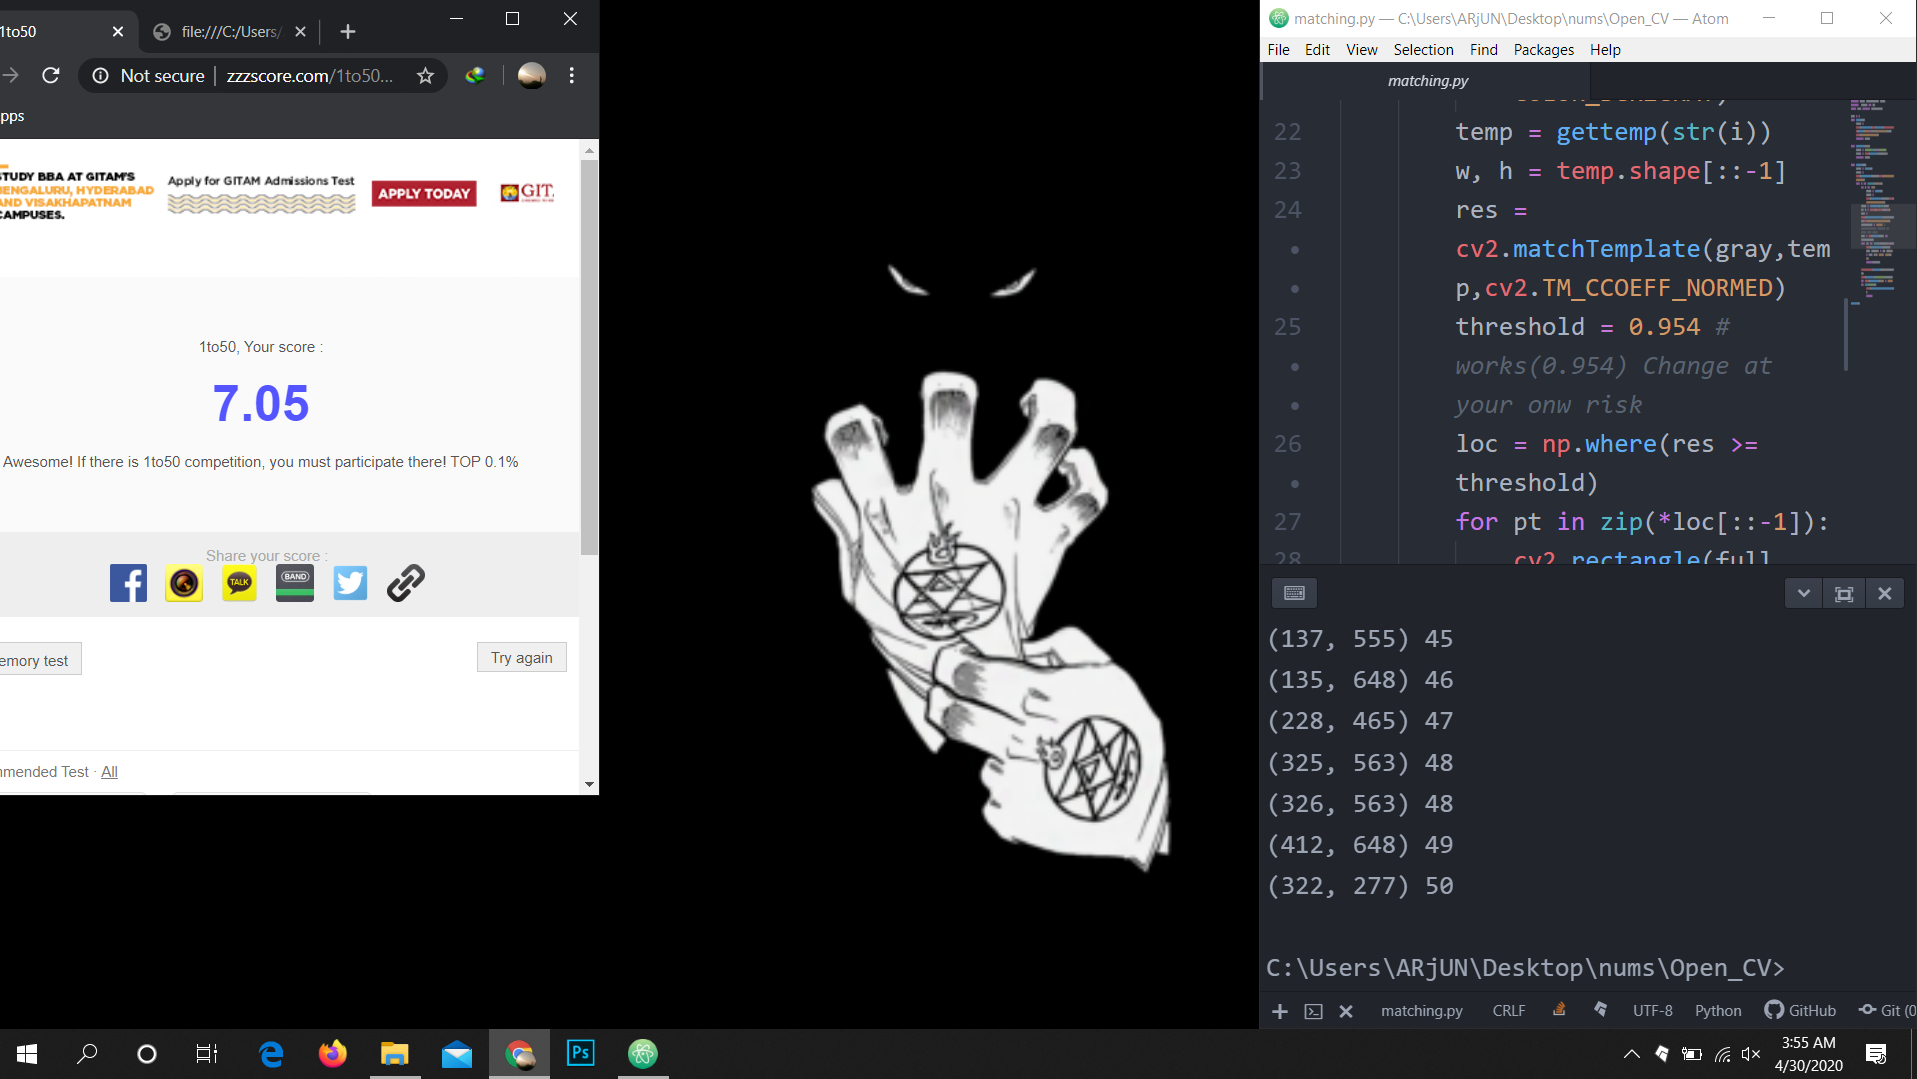 1to50
file:///C:/Users/
Not secure
zzzscore.com/1to50...
pps
TUDY BBA AT GITAM'S
ENGALURU, HYDERABAD
AND VISAKHAPATNAM
CAMPUSES.
Apply for GITAM Admissions Test
APPLY TODAY
GIT.
1to50, Your score :
7.05
Awesome! If there is 1to50 competition, you must participate there! TOP 0.1%
Share your score :
TALK
BAND
emory test
Try again
mmended Test · All
matching.py — C:\Users\ARjUN\Desktop\nums\Open_CV — Atom
File Edit View Selection Find Packages Help
matching.py
22 temp = gettemp(str(i))
23 w, h = temp.shape[::-1]
24 res =
cv2.matchTemplate(gray,tem
p,cv2.TM_CCOEFF_NORMED)
25 threshold = 0.954 #
works(0.954) Change at
your onw risk
26 loc = np.where(res >=
threshold)
27 for pt in zip(*loc[::-1]):
28 cv2.rectangle(full
(137, 555) 45
(135, 648) 46
(228, 465) 47
(325, 563) 48
(326, 563) 48
(412, 648) 49
(322, 277) 50
C:\Users\ARjUN\Desktop\nums\Open_CV>
matching.py CRLF UTF-8 Python GitHub Git (0
Ps
3:55 AM
4/30/2020